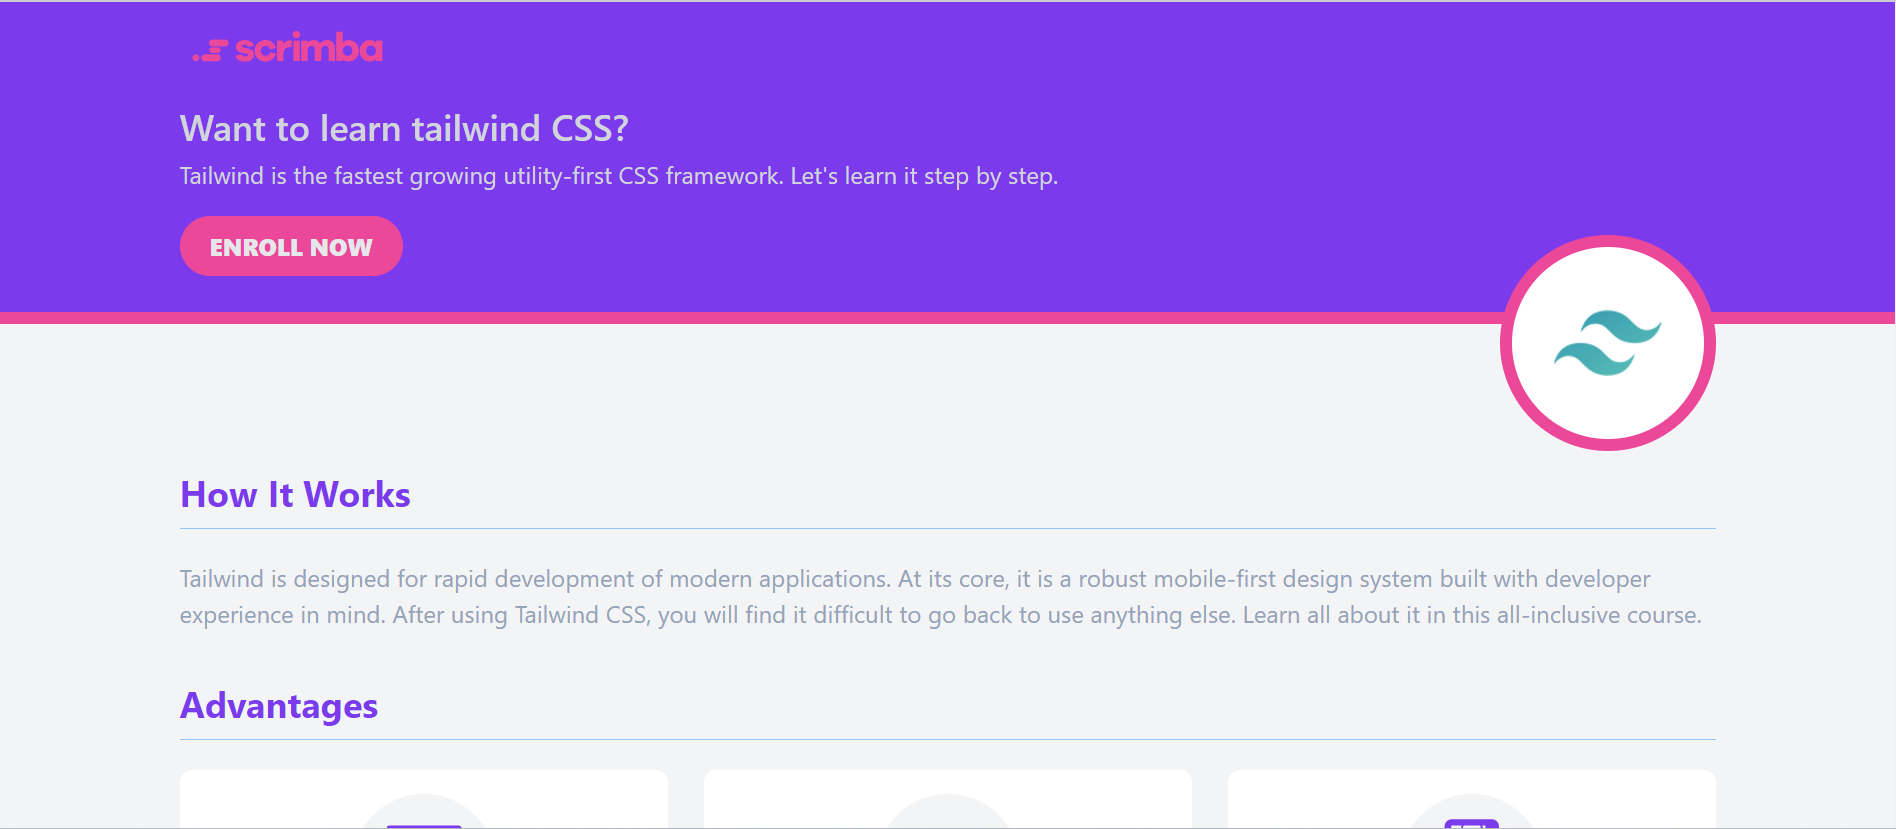 scrimba
Want to learn tailwind CSS?
Tailwind is the fastest growing utility-first CSS framework. Let's learn it step by step.
ENROLL NOW
How It Works
Tailwind is designed for rapid development of modern applications. At its core, it is a robust mobile-first design system built with developer
experience in mind. After using Tailwind CSS, you will find it difficult to go back to use anything else. Learn all about it in this all-inclusive course.
Advantages